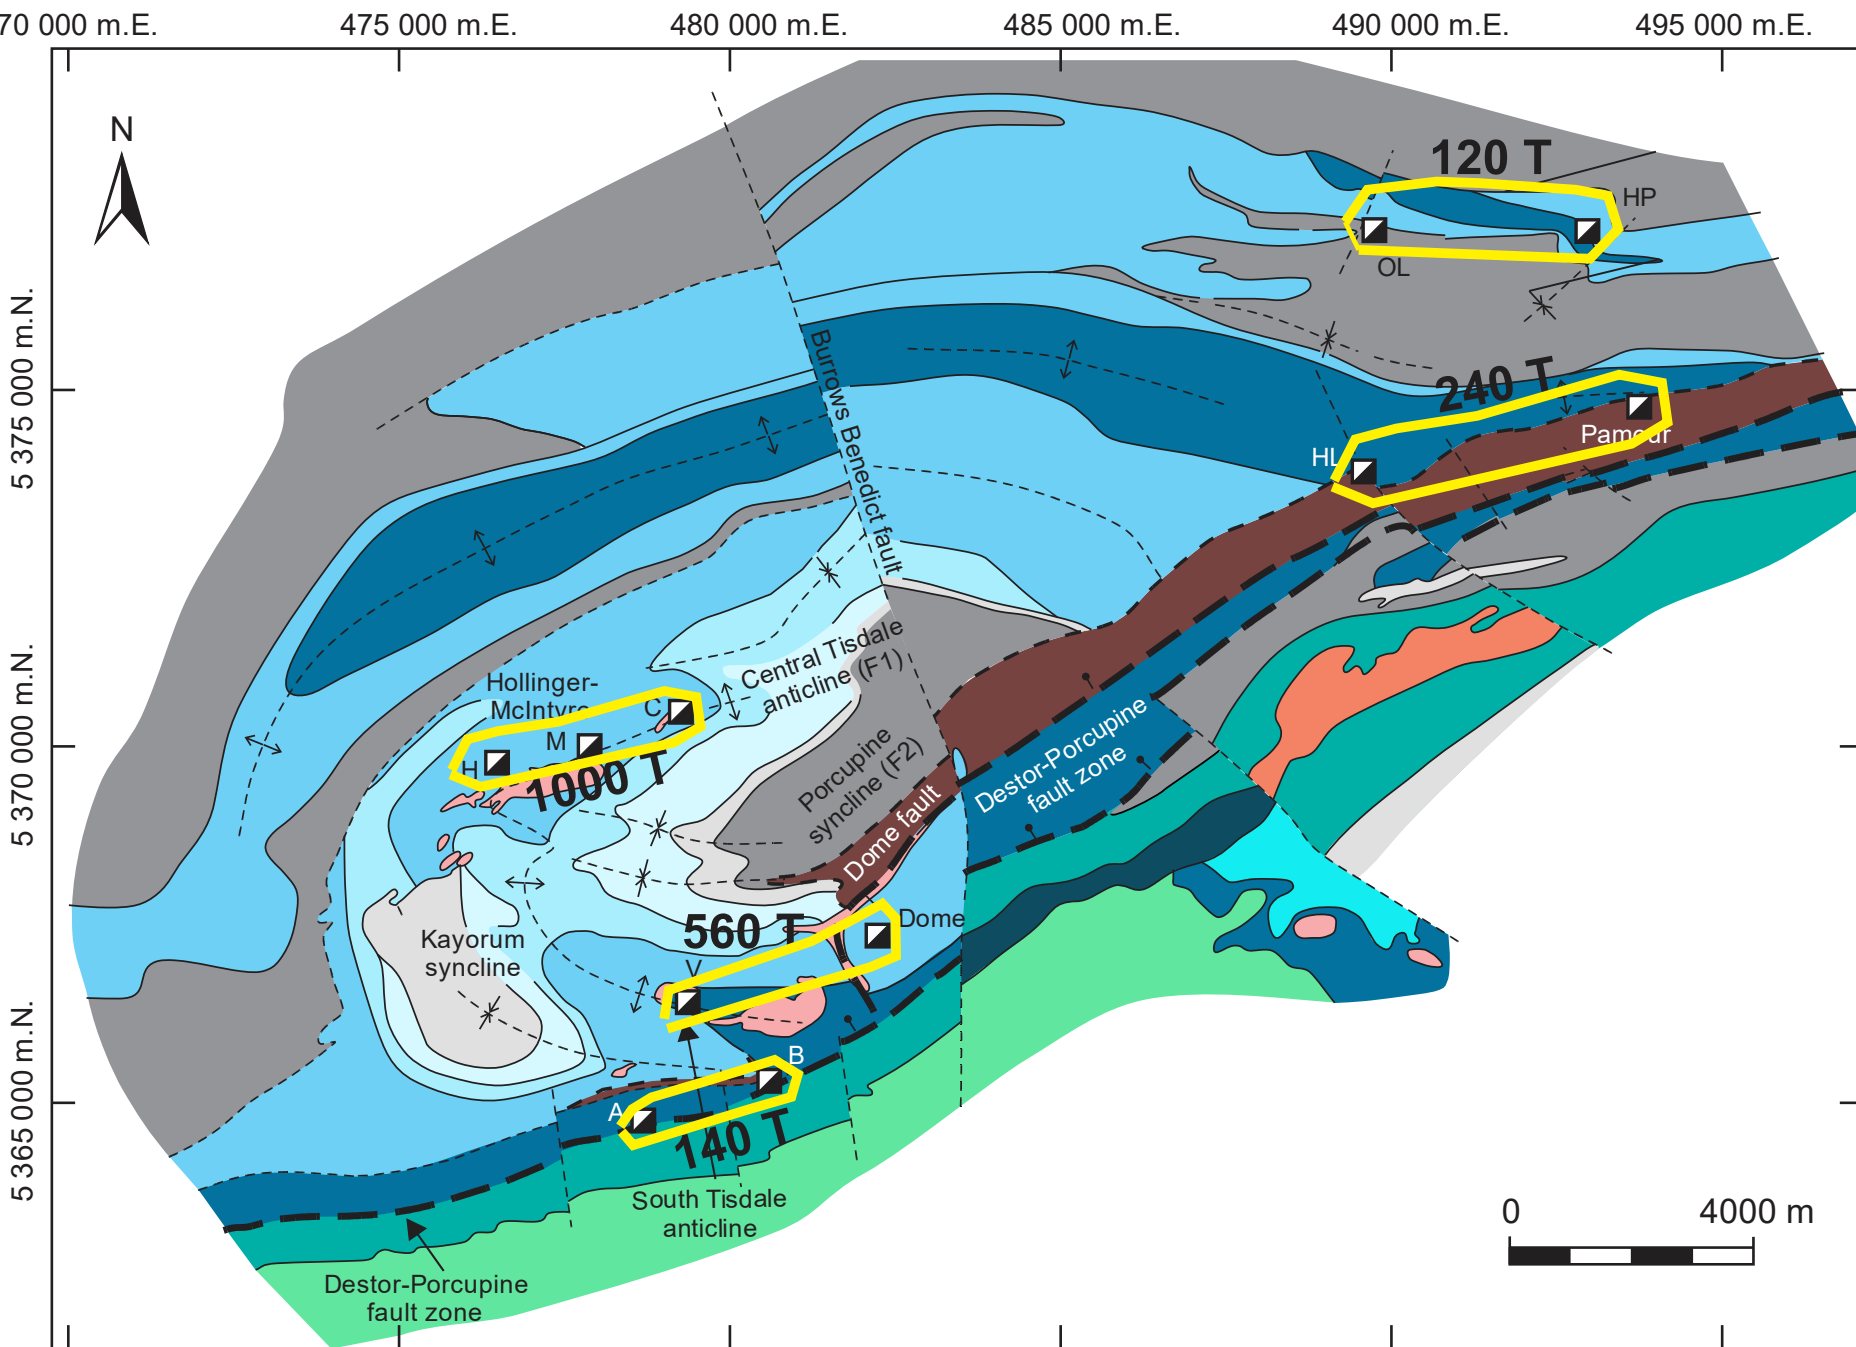 70 000 m.E.
475 000 m.E.
480 000 m.E.
485 000 m.E.
490 000 m.E.
495 000 m.E.
N
120 T
HP
OL
5 375 000 m.N.
Burrows Benedict fault
240 T
HL
Pamour
Central Tisdale
anticline (F1)
Hollinger-
McIntyre
C
M
H
1000 T
5 370 000 m.N.
Porcupine
syncline (F2)
Destor-Porcupine
fault zone
Dome fault
560 T
Dome
Kayorum
syncline
V
B
A
140 T
5 365 000 m.N.
South Tisdale
anticline
Destor-Porcupine
fault zone
0
4000 m